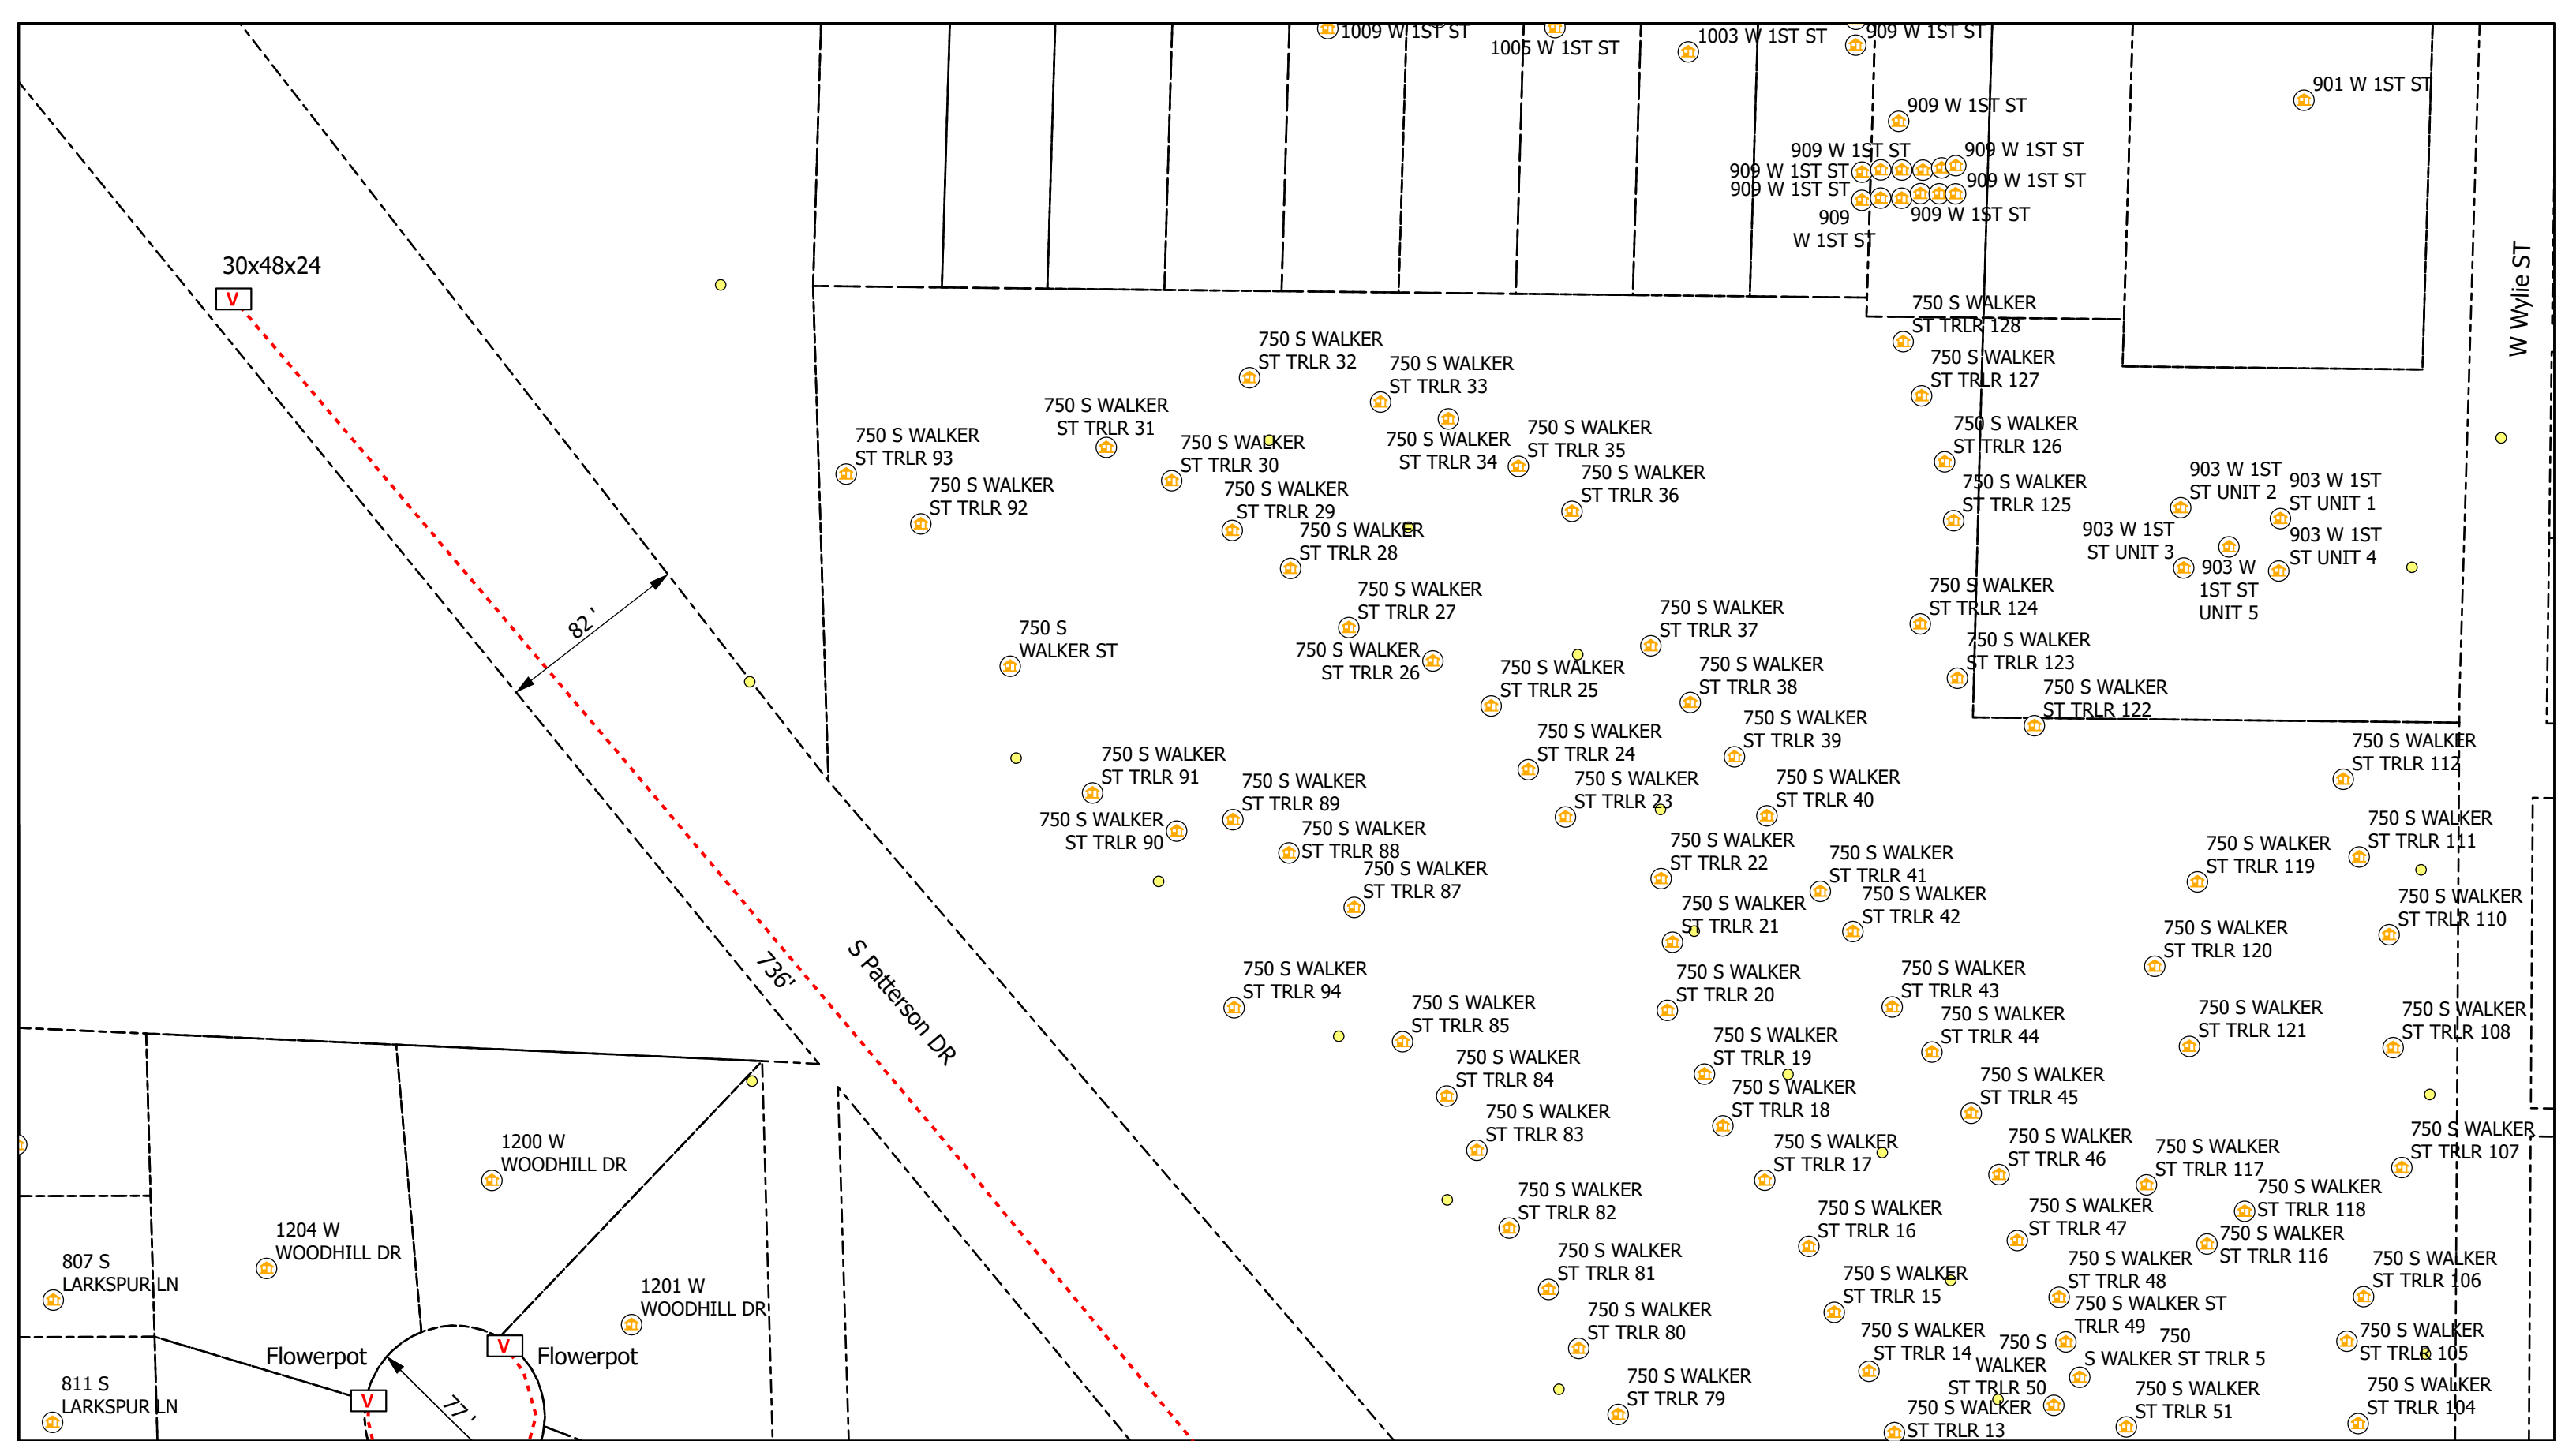 1009 W 1ST ST
1005 W 1ST ST
1003 W 1ST ST
909 W 1ST ST
901 W 1ST ST
909 W 1ST ST
909 W 1ST ST
909 W 1ST ST
909 W 1ST ST
909 W 1ST ST
909 W 1ST ST
909 W 1ST ST
909
W 1ST ST
W Wylie ST
30x48x24
V
750 S WALKER
ST TRLR 128
750 S WALKER
ST TRLR 32
750 S WALKER
ST TRLR 33
750 S WALKER
ST TRLR 127
750 S WALKER
ST TRLR 31
750 S WALKER
ST TRLR 93
750 S WALKER
ST TRLR 30
750 S WALKER
ST TRLR 34
750 S WALKER
ST TRLR 35
750 S WALKER
ST TRLR 126
750 S WALKER
ST TRLR 92
750 S WALKER
ST TRLR 29
750 S WALKER
ST TRLR 36
750 S WALKER
ST TRLR 125
903 W 1ST
ST UNIT 2
903 W 1ST
ST UNIT 1
750 S WALKER
ST TRLR 28
903 W 1ST
ST UNIT 3
903 W 1ST
ST UNIT 4
903 W
1ST ST
UNIT 5
750 S WALKER
ST TRLR 27
750 S WALKER
ST TRLR 37
750 S WALKER
ST TRLR 124
82'
750 S
WALKER ST
750 S WALKER
ST TRLR 26
750 S WALKER
ST TRLR 25
750 S WALKER
ST TRLR 38
750 S WALKER
ST TRLR 123
750 S WALKER
ST TRLR 122
750 S WALKER
ST TRLR 24
750 S WALKER
ST TRLR 39
750 S WALKER
ST TRLR 112
750 S WALKER
ST TRLR 91
750 S WALKER
ST TRLR 89
750 S WALKER
ST TRLR 23
750 S WALKER
ST TRLR 40
750 S WALKER
ST TRLR 90
750 S WALKER
ST TRLR 88
750 S WALKER
ST TRLR 111
750 S WALKER
ST TRLR 87
750 S WALKER
ST TRLR 22
750 S WALKER
ST TRLR 41
750 S WALKER
ST TRLR 119
750 S WALKER
ST TRLR 21
750 S WALKER
ST TRLR 42
750 S WALKER
ST TRLR 110
750 S WALKER
ST TRLR 120
736'
S Patterson DR
750 S WALKER
ST TRLR 94
750 S WALKER
ST TRLR 20
750 S WALKER
ST TRLR 43
750 S WALKER
ST TRLR 85
750 S WALKER
ST TRLR 44
750 S WALKER
ST TRLR 121
750 S WALKER
ST TRLR 108
750 S WALKER
ST TRLR 84
750 S WALKER
ST TRLR 19
750 S WALKER
ST TRLR 45
750 S WALKER
ST TRLR 83
750 S WALKER
ST TRLR 18
1200 W
WOODHILL DR
750 S WALKER
ST TRLR 17
750 S WALKER
ST TRLR 46
750 S WALKER
ST TRLR 117
750 S WALKER
ST TRLR 107
750 S WALKER
ST TRLR 82
750 S WALKER
ST TRLR 16
750 S WALKER
ST TRLR 47
750 S WALKER
ST TRLR 118
1204 W
WOODHILL DR
750 S WALKER
ST TRLR 116
807 S
LARKSPUR LN
750 S WALKER
ST TRLR 81
750 S WALKER
ST TRLR 15
750 S WALKER
ST TRLR 48
750 S WALKER
ST TRLR 106
1201 W
WOODHILL DR
750 S WALKER ST
TRLR 49
750 S WALKER
ST TRLR 80
750 S WALKER
ST TRLR 14
750 S
WALKER
ST TRLR 50
750
S WALKER ST TRLR 5
750 S WALKER
ST TRLR 105
Flowerpot
V
Flowerpot
V
77'
811 S
LARKSPUR LN
750 S WALKER
ST TRLR 79
750 S WALKER
ST TRLR 13
750 S WALKER
ST TRLR 51
750 S WALKER
ST TRLR 104